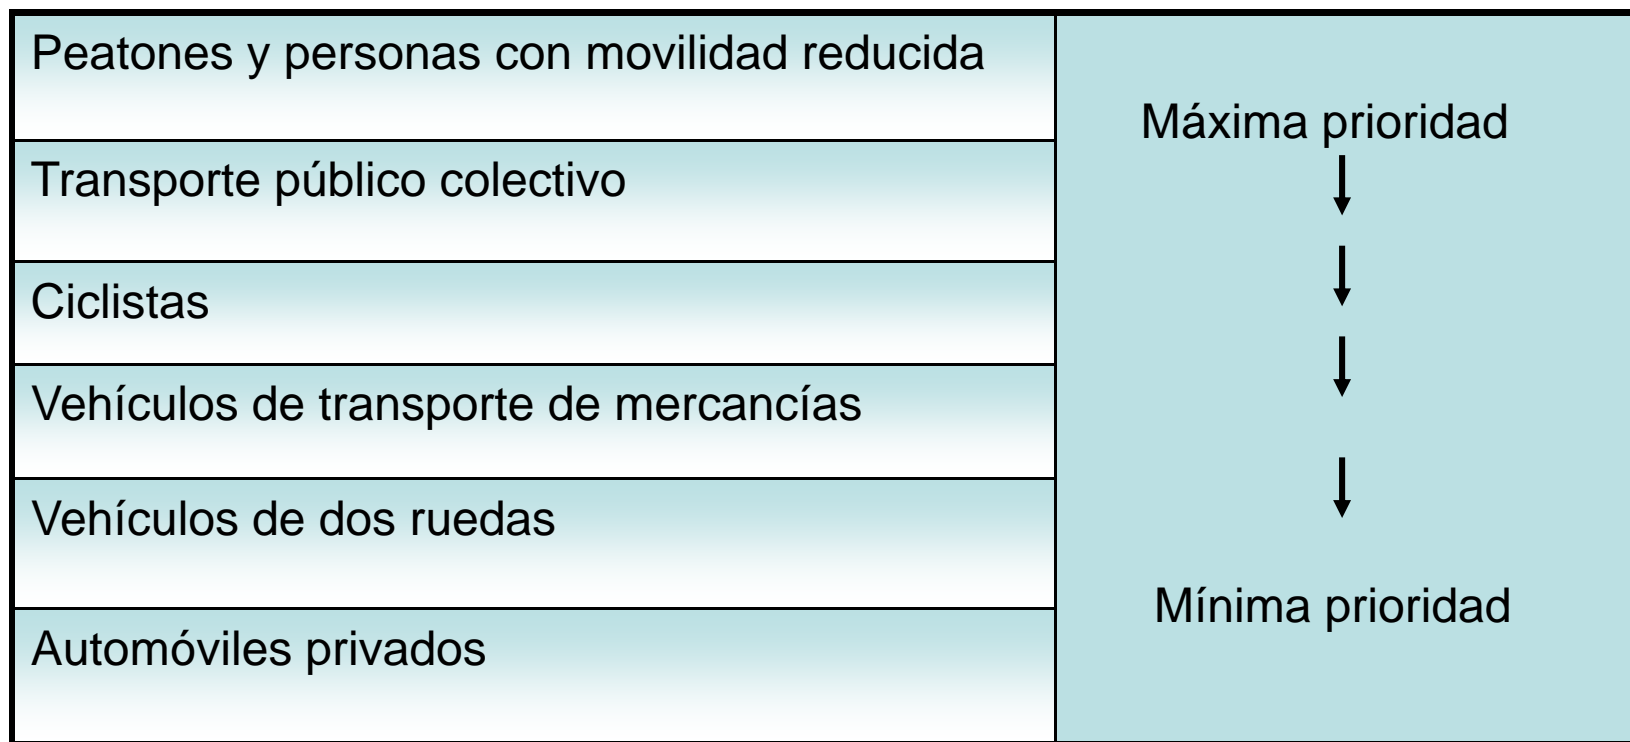 Peatones y personas con movilidad reducida
Máxima prioridad
Transporte público colectivo
Ciclistas
Vehículos de transporte de mercancías
Vehículos de dos ruedas
Mínima prioridad
Automóviles privados